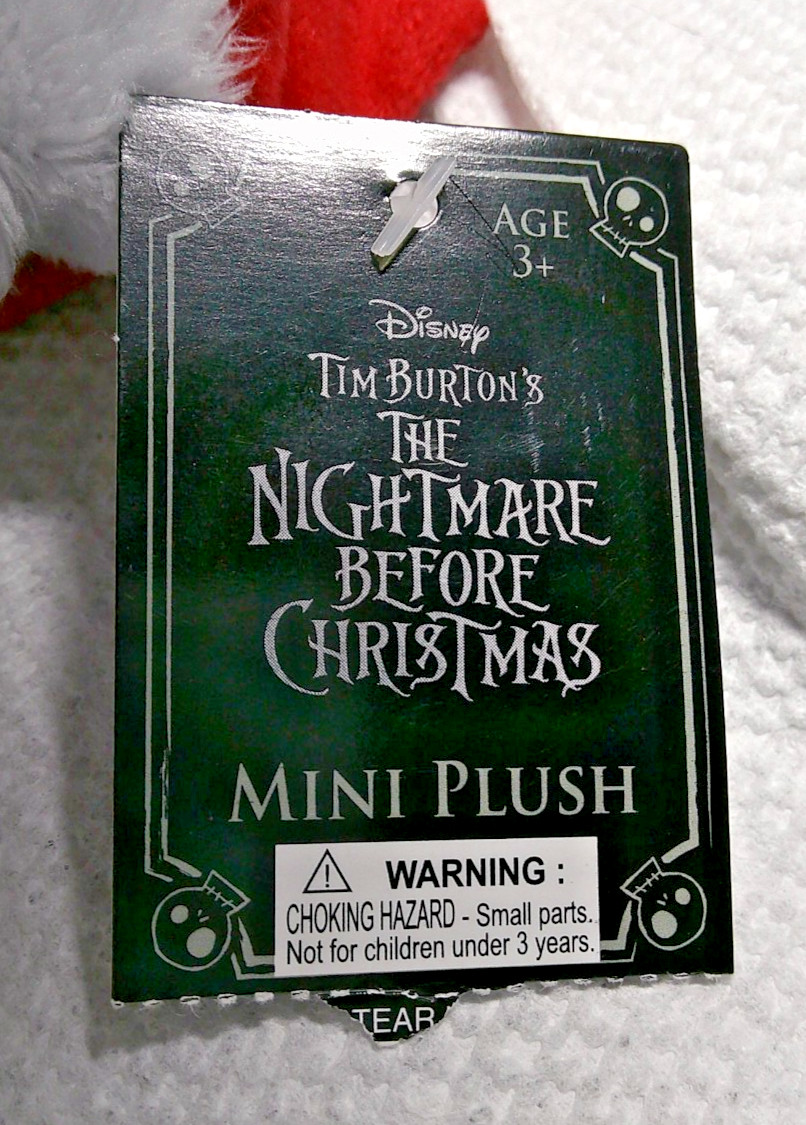 AGE
3+
Disney
TIM BURTON'S
THE
NIGHTMARE
BEFORE
CHRISTMAS
MINI PLUSH
WARNING :
CHOKING HAZARD - Small parts.
Not for children under 3 years.
TEAR